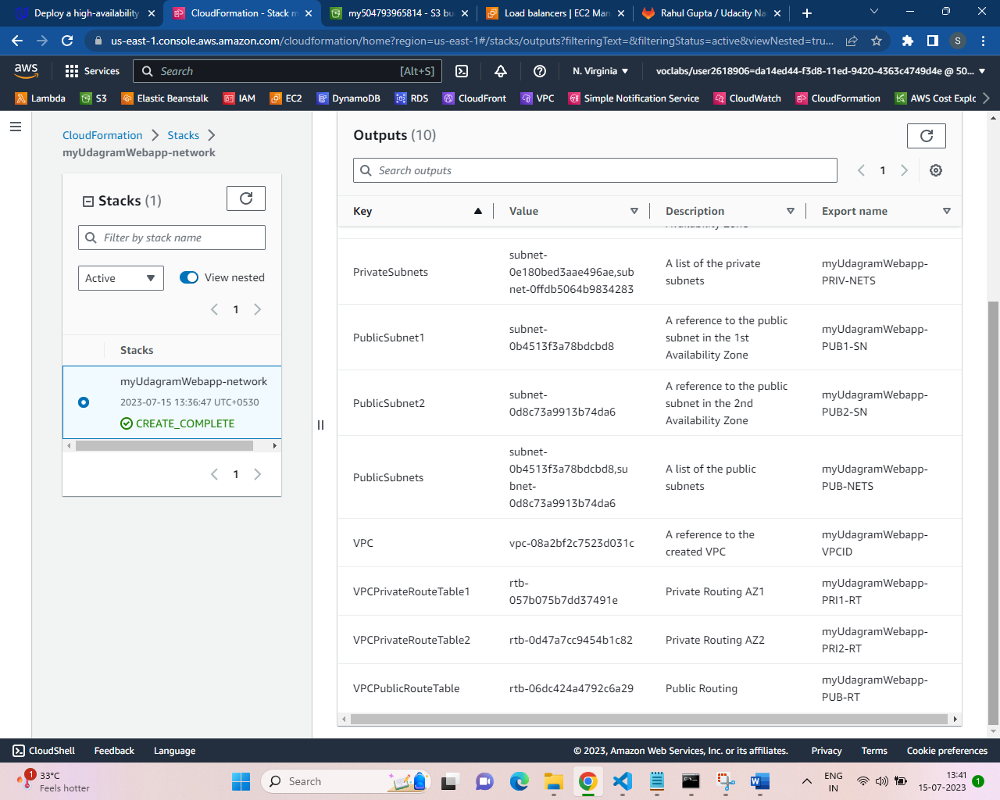 Deploy a high-availability
CloudFormation - Stack m
my504793965814 - S3 bu
Load balancers | EC2 Man
Rahul Gupta / Udacity Na
us-east-1.console.aws.amazon.com/cloudformation/home?region=us-east-1#/stacks/outputs?filteringText=&filteringStatus=active&viewNested=tru...
S
aws
Services
Search
[Alt+S]
N. Virginia
voclabs/user2618906=da14ed44-f3d8-11ed-9420-4363c4749d4e @ 50...
Lambda
S3
Elastic Beanstalk
IAM
EC2
DynamoDB
RDS
CloudFront
VPC
Simple Notification Service
CloudWatch
CloudFormation
AWS Cost Explo
CloudFormation
Stacks
myUdagramWebapp-network
Stacks (1)
Filter by stack name
Active
View nested
1
Stacks
myUdagramWebapp-network
2023-07-15 13:36:47 UTC+0530
CREATE_COMPLETE
1
Outputs (10)
Search outputs
1
Key
Value
Description
Export name
Availability Zone
PrivateSubnets
subnet-
0e180bed3aae496ae,sub
net-0ffdb5064b9834283
A list of the private
subnets
myUdagramWebapp-
PRIV-NETS
PublicSubnet1
subnet-
0b4513f3a78bdcbd8
A reference to the public
subnet in the 1st
Availability Zone
myUdagramWebapp-
PUB1-SN
PublicSubnet2
subnet-
0d8c73a9913b74da6
A reference to the public
subnet in the 2nd
Availability Zone
myUdagramWebapp-
PUB2-SN
PublicSubnets
subnet-
0b4513f3a78bdcbd8,su
bnet-
0d8c73a9913b74da6
A list of the public
subnets
myUdagramWebapp-
PUB-NETS
VPC
vpc-08a2bf2c7523d031c
A reference to the
created VPC
myUdagramWebapp-
VPCID
VPCPrivateRouteTable1
rtb-
057b075b7dd37491e
Private Routing AZ1
myUdagramWebapp-
PRI1-RT
VPCPrivateRouteTable2
rtb-0d47a7cc9454b1c82
Private Routing AZ2
myUdagramWebapp-
PRI2-RT
VPCPublicRouteTable
rtb-06dc424a4792c6a29
Public Routing
myUdagramWebapp-
PUB-RT
CloudShell
Feedback
Language
© 2023, Amazon Web Services, Inc. or its affiliates.
Privacy
Terms
Cookie preferences
1
33°C
Feels hotter
Search
ENG
IN
13:41
15-07-2023
1